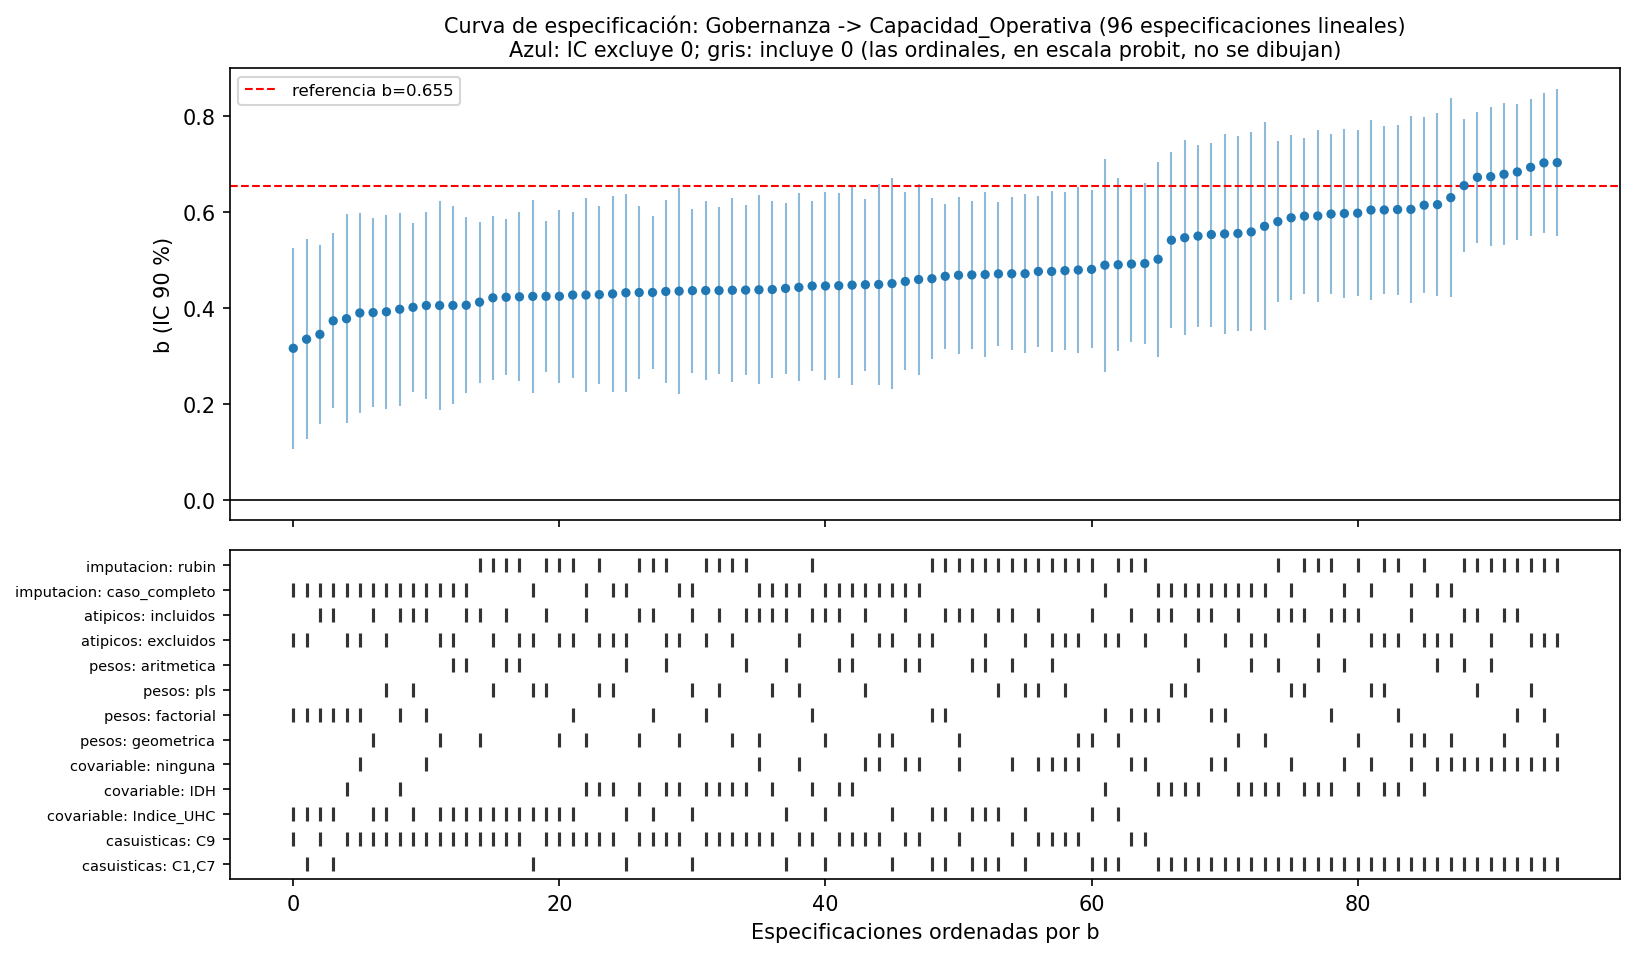 Curva de especificación: Gobernanza -> Capacidad_Operativa (96 especificaciones lineales)
Azul: IC excluye 0; gris: incluye 0 (las ordinales, en escala probit, no se dibujan)
referencia b=0.655
b (IC 90 %)
0.8
0.6
0.4
0.2
0.0
imputacion: rubin
imputacion: caso_completo
atipicos: incluidos
atipicos: excluidos
pesos: aritmetica
pesos: pls
pesos: factorial
pesos: geometrica
covariable: ninguna
covariable: IDH
covariable: Indice_UHC
casuisticas: C9
casuisticas: C1,C7
0 20 40 60 80
Especificaciones ordenadas por b